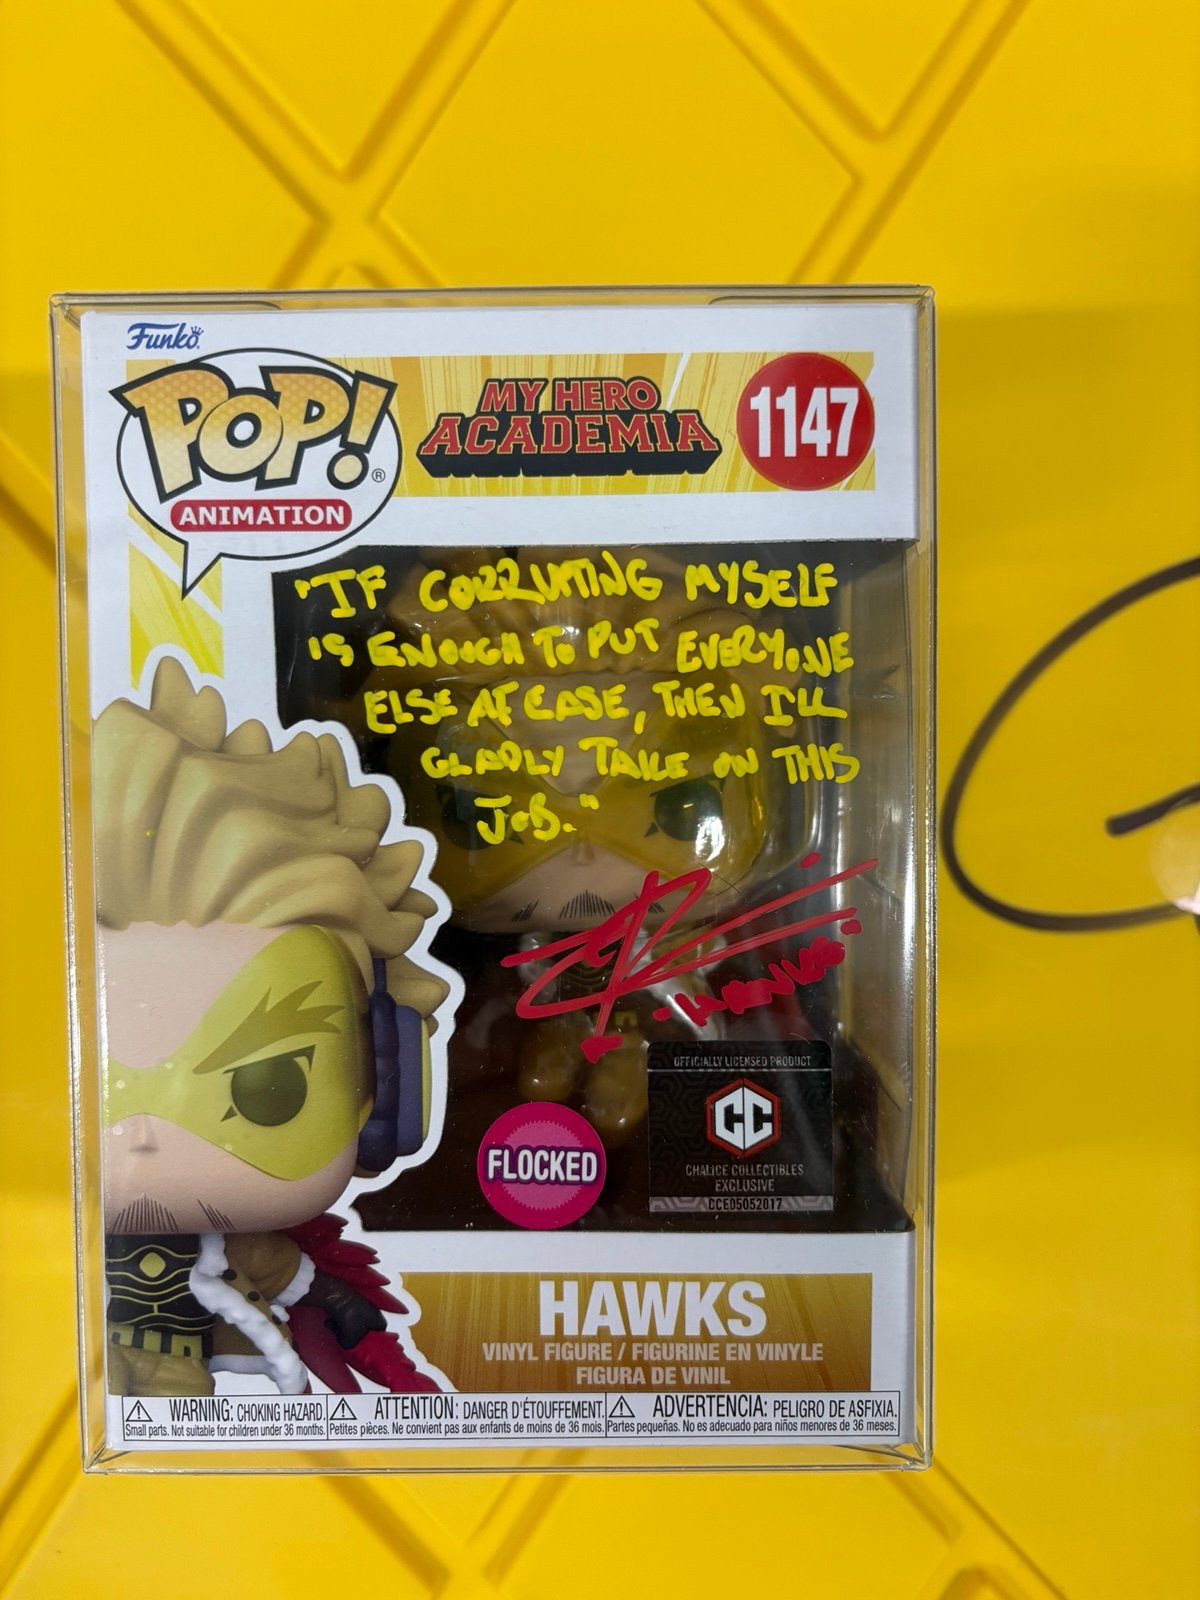 Funko
POP!®
ANIMATION
MY HERO
ACADEMIA
1147
"IF CORRUPTING MYSELF
IS ENOUGH TO PUT EVERYONE
ELSE AT EASE, THEN I'LL
GLADLY TAKE ON THIS
JOB."
"HAWKS"
OFFICIALLY LICENSED PRODUCT
CC
CHALICE COLLECTIBLES
EXCLUSIVE
CCE05052017
FLOCKED
HAWKS
VINYL FIGURE / FIGURINE EN VINYLE
FIGURA DE VINIL
WARNING: CHOKING HAZARD.
Small parts. Not suitable for children under 36 months.
ATTENTION: DANGER D'ÉTOUFFEMENT.
Petites pièces. Ne convient pas aux enfants de moins de 36 mois.
ADVERTENCIA: PELIGRO DE ASFIXIA.
Partes pequeñas. No es adecuado para niños menores de 36 meses.